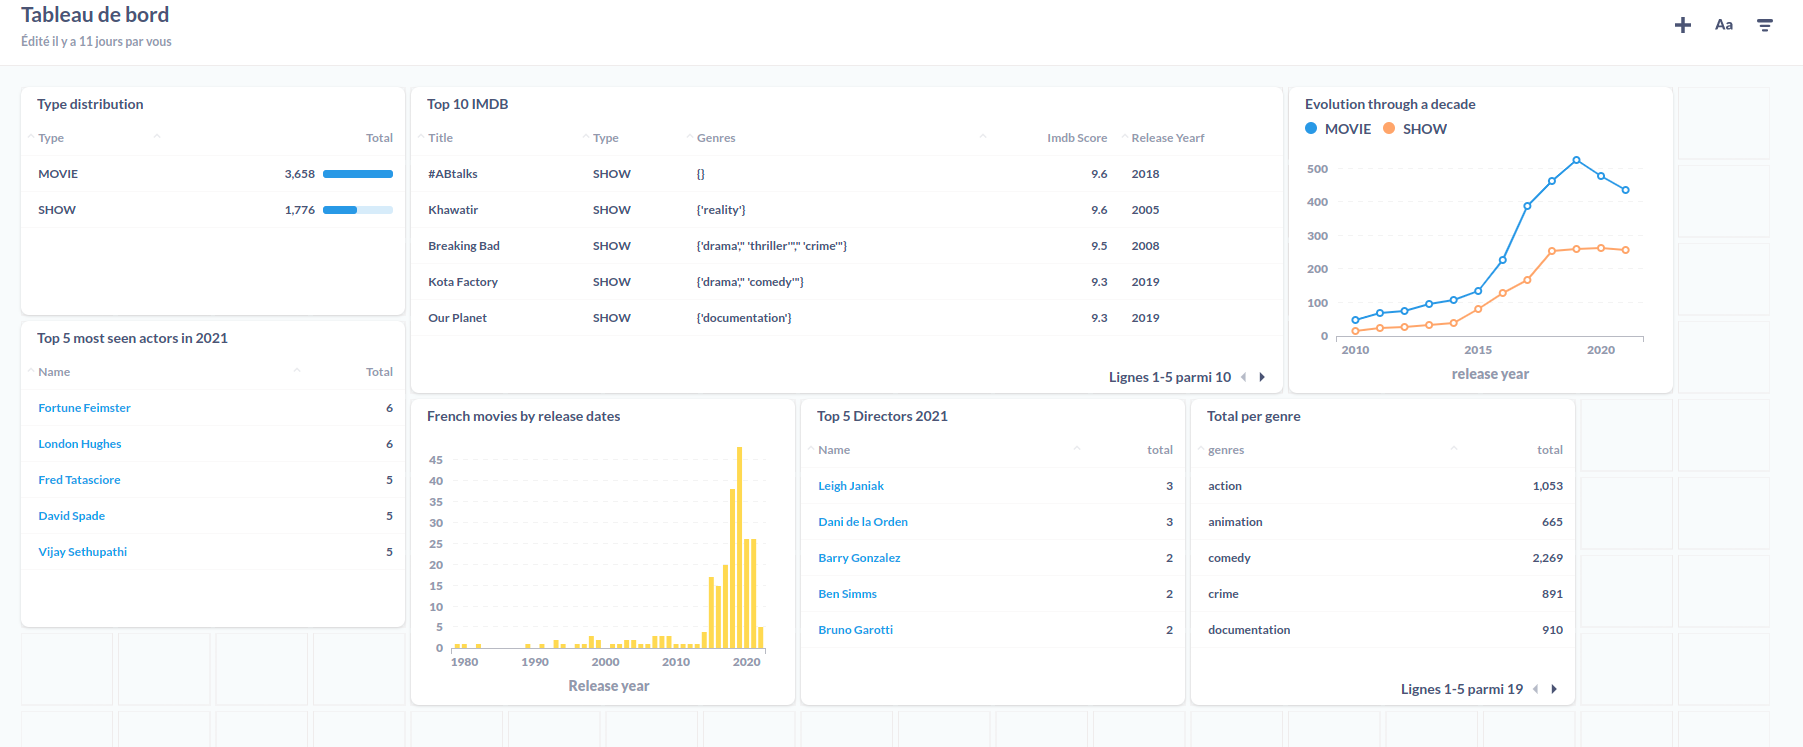 Tableau de bord
Édité il y a 11 jours par vous
Aa
Type distribution
Type Total
MOVIE 3,658
SHOW 1,776
Top 10 IMDB
Title Type Genres Imdb Score Release Yearf
#ABtalks SHOW {} 9.6 2018
Khawatir SHOW {'reality'} 9.6 2005
Breaking Bad SHOW {'drama'," 'thriller'"," 'crime'"} 9.5 2008
Kota Factory SHOW {'drama'," 'comedy'"} 9.3 2019
Our Planet SHOW {'documentation'} 9.3 2019
Lignes 1-5 parmi 10
Evolution through a decade
MOVIE SHOW
500
400
300
200
100
0
2010 2015 2020
release year
Top 5 most seen actors in 2021
Name Total
Fortune Feimster 6
London Hughes 6
Fred Tatasciore 5
David Spade 5
Vijay Sethupathi 5
French movies by release dates
45
40
35
30
25
20
15
10
5
0
1980 1990 2000 2010 2020
Release year
Top 5 Directors 2021
Name total
Leigh Janiak 3
Dani de la Orden 3
Barry Gonzalez 2
Ben Simms 2
Bruno Garotti 2
Total per genre
genres total
action 1,053
animation 665
comedy 2,269
crime 891
documentation 910
Lignes 1-5 parmi 19